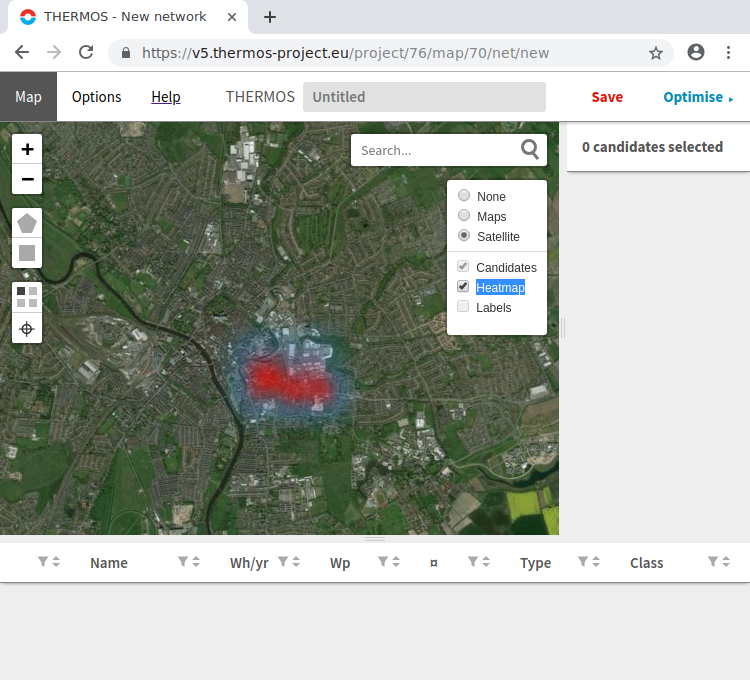 THERMOS - New network
https://v5.thermos-project.eu/project/76/map/70/net/new
Map Options Help THERMOS Untitled Save Optimise ▸
+
−
Search...
0 candidates selected
None
Maps
Satellite
Candidates
Heatmap
Labels
Name Wh/yr Wp ¤ Type Class